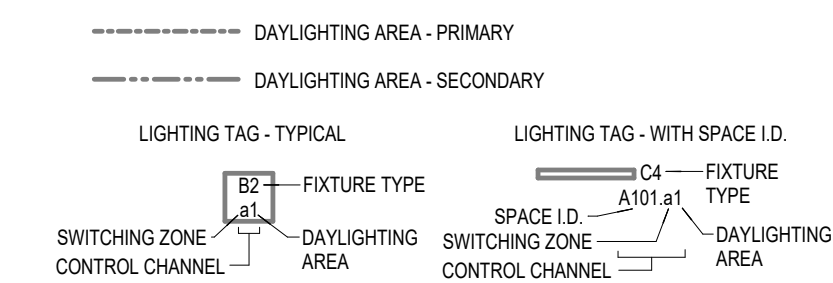 DAYLIGHTING AREA - PRIMARY
DAYLIGHTING AREA - SECONDARY
LIGHTING TAG - TYPICAL
B2
FIXTURE TYPE
a1
SWITCHING ZONE
DAYLIGHTING
AREA
CONTROL CHANNEL
LIGHTING TAG - WITH SPACE I.D.
C4
FIXTURE
TYPE
A101.a1
SPACE I.D.
SWITCHING ZONE
DAYLIGHTING
AREA
CONTROL CHANNEL